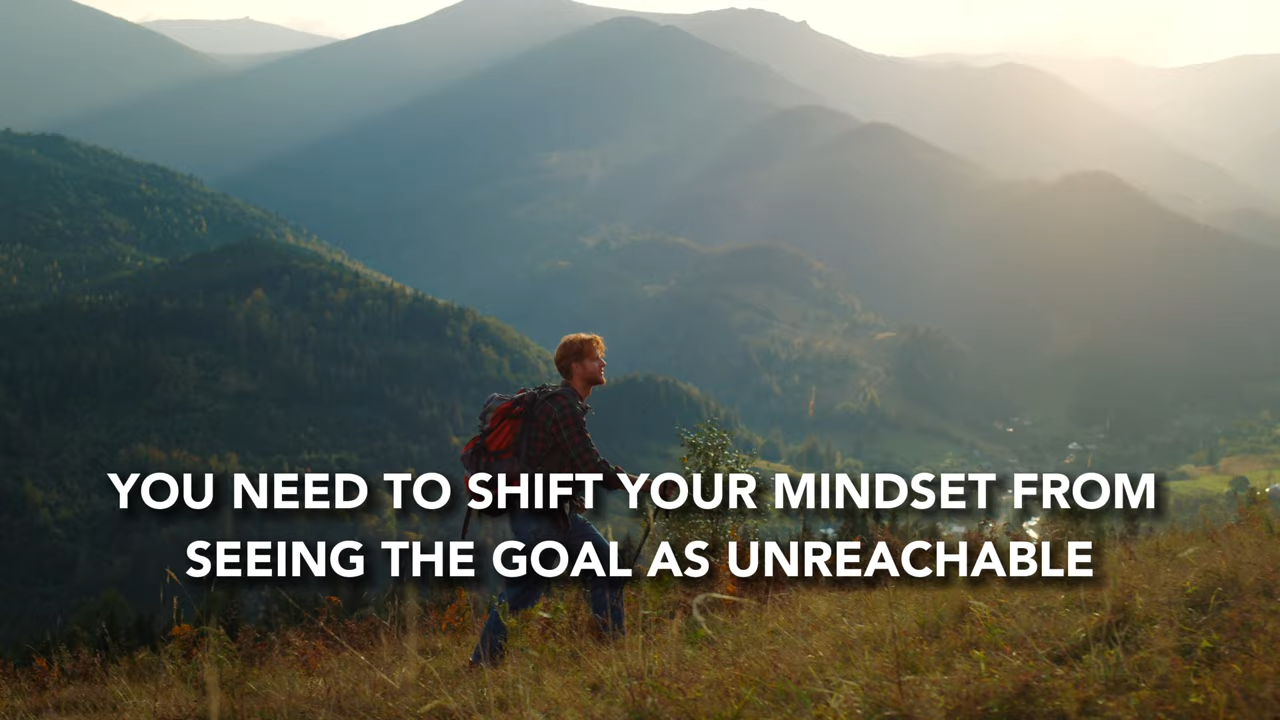 YOU NEED TO SHIFT YOUR MINDSET FROM
SEEING THE GOAL AS UNREACHABLE